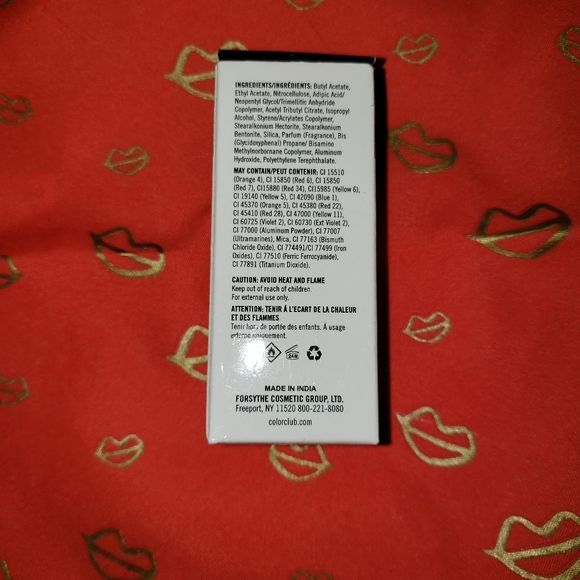 INGREDIENTS/INGRÉDIENTS: Butyl Acetate,
Ethyl Acetate, Nitrocellulose, Adipic Acid/
Neopentyl Glycol/Trimellitic Anhydride
Copolymer, Acetyl Tributyl Citrate, Isopropyl
Alcohol, Styrene/Acrylates Copolymer,
Stearalkonium Hectorite, Stearalkonium
Bentonite, Silica, Parfum (Fragrance), Bis
(Glycidoxyphenyl) Propane/ Bisamino
Methylnorbornane Copolymer, Aluminum
Hydroxide, Polyethylene Terephthalate.
MAY CONTAIN/PEUT CONTENIR: CI 15510
(Orange 4), CI 15850 (Red 6), CI 15850
(Red 7), CI15880 (Red 34), CI15985 (Yellow 6),
CI 19140 (Yellow 5), CI 42090 (Blue 1),
CI 45370 (Orange 5), CI 45380 (Red 22),
CI 45410 (Red 28), CI 47000 (Yellow 11),
CI 60725 (Violet 2), CI 60730 (Ext Violet 2),
CI 77000 (Aluminum Powder), CI 77007
(Ultramarines), Mica, CI 77163 (Bismuth
Chloride Oxide), CI 774491/CI 77499 (Iron
Oxides), CI 77510 (Ferric Ferrocyanide),
CI 77891 (Titanium Dioxide).
CAUTION: AVOID HEAT AND FLAME
Keep out of reach of children.
For external use only.
ATTENTION: TENIR Á L'ECART DE LA CHALEUR
ET DES FLAMMES
Tenir hors de portée des enfants. Á usage
externe uniquement.
24M
MADE IN INDIA
FORSYTHE COSMETIC GROUP, LTD.
Freeport, NY 11520 800-221-8080
colorclub.com